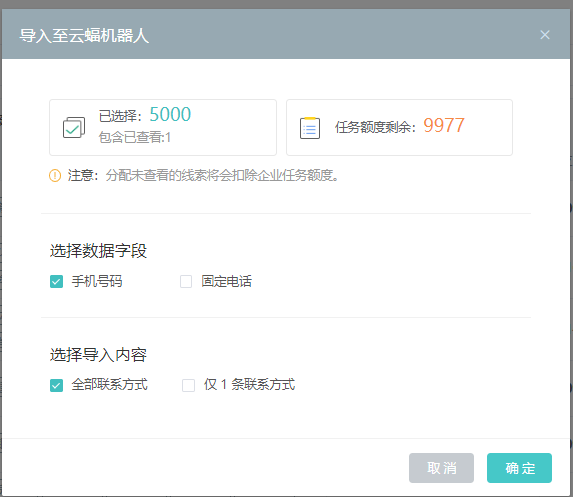 导入至云蝠机器人
已选择：5000
包含已查看:1
任务额度剩余：9977
注意：分配未查看的线索将会扣除企业任务额度。
选择数据字段
手机号码 固定电话
选择导入内容
全部联系方式 仅 1 条联系方式
取消 确定